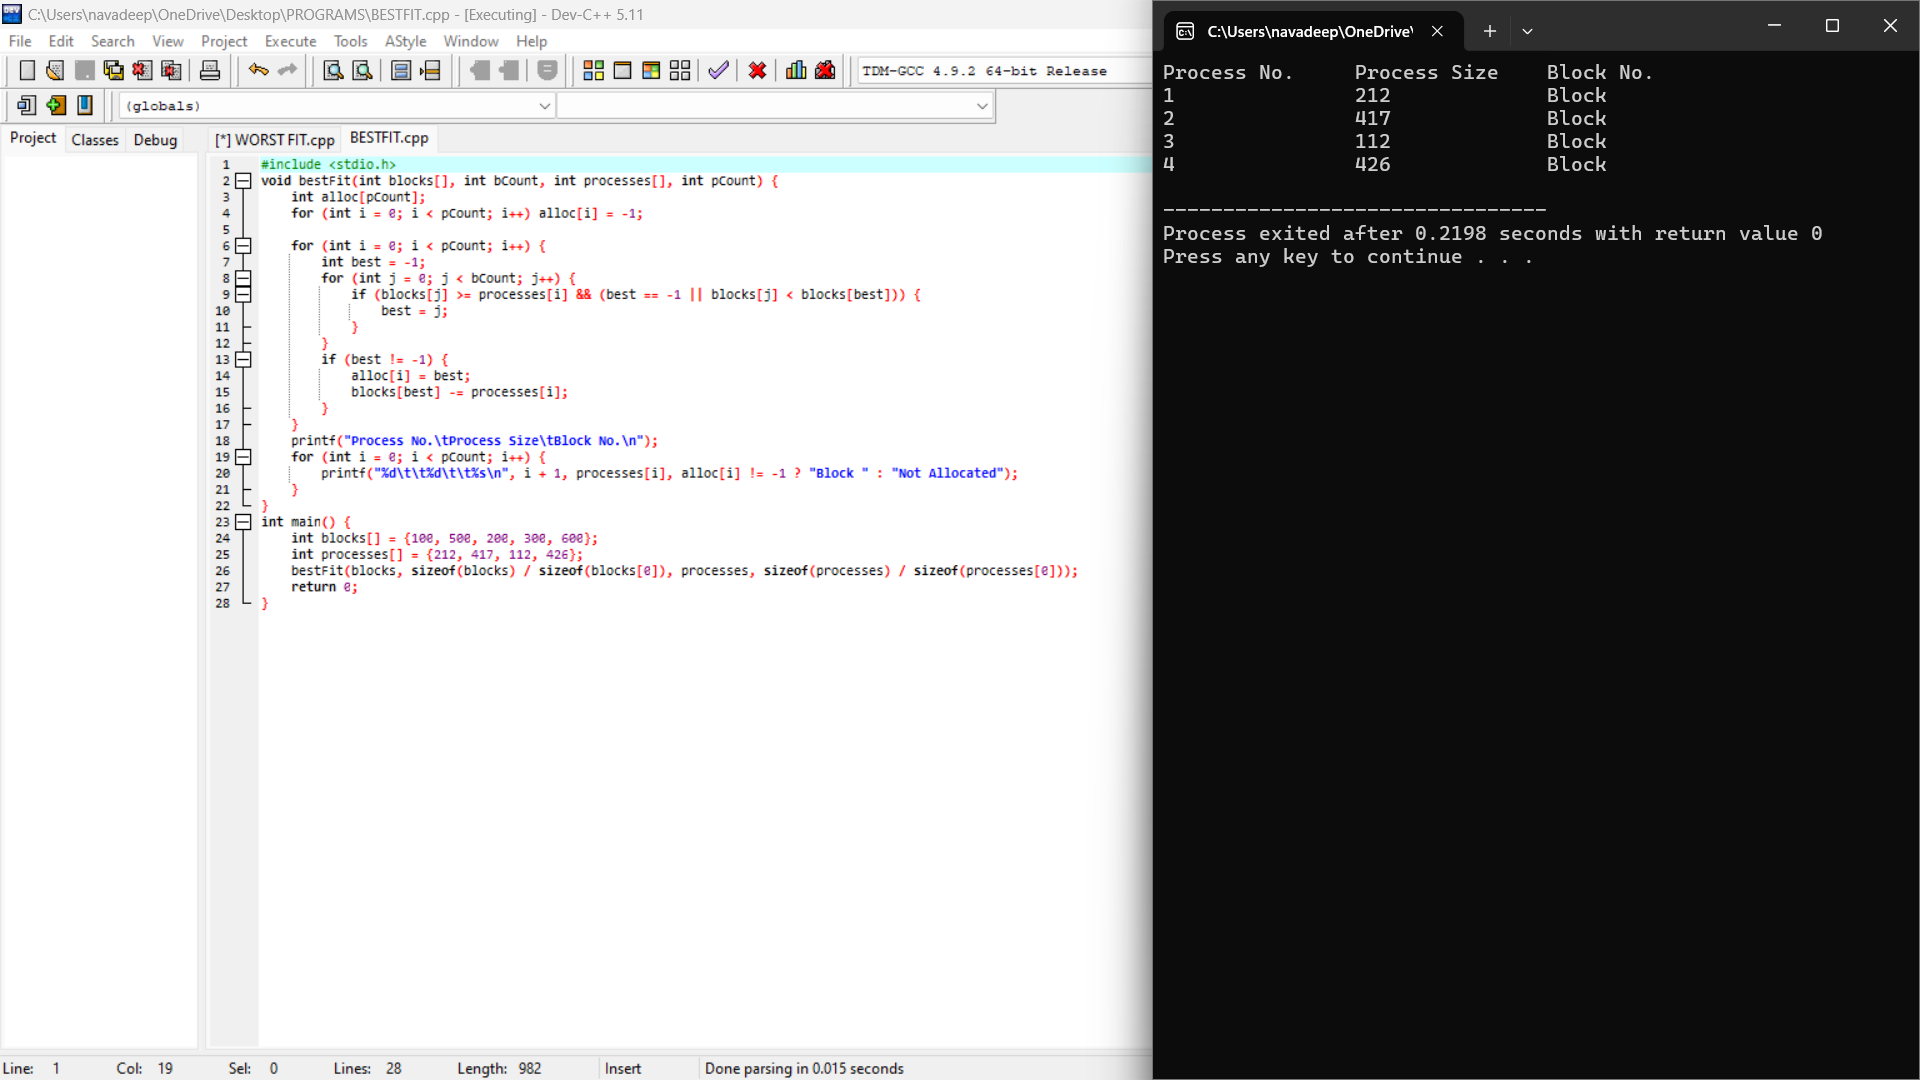 C:\Users\navadeep\OneDrive\Desktop\PROGRAMS\BESTFIT.cpp - [Executing] - Dev-C++ 5.11
File Edit Search View Project Execute Tools AStyle Window Help
TDM-GCC 4.9.2 64-bit Release
(globals)
Project Classes Debug
[*] WORST FIT.cpp BESTFIT.cpp
1 #include <stdio.h>
2 void bestFit(int blocks[], int bCount, int processes[], int pCount) {
3 int alloc[pCount];
4 for (int i = 0; i < pCount; i++) alloc[i] = -1;
5
6 for (int i = 0; i < pCount; i++) {
7 int best = -1;
8 for (int j = 0; j < bCount; j++) {
9 if (blocks[j] >= processes[i] && (best == -1 || blocks[j] < blocks[best])) {
10 best = j;
11 }
12 }
13 if (best != -1) {
14 alloc[i] = best;
15 blocks[best] -= processes[i];
16 }
17 }
18 printf("Process No.\tProcess Size\tBlock No.\n");
19 for (int i = 0; i < pCount; i++) {
20 printf("%d\t\t%d\t\t%s\n", i + 1, processes[i], alloc[i] != -1 ? "Block " : "Not Allocated");
21 }
22 }
23 int main() {
24 int blocks[] = {100, 500, 200, 300, 600};
25 int processes[] = {212, 417, 112, 426};
26 bestFit(blocks, sizeof(blocks) / sizeof(blocks[0]), processes, sizeof(processes) / sizeof(processes[0]));
27 return 0;
28 }
Line: 1 Col: 19 Sel: 0 Lines: 28 Length: 982 Insert Done parsing in 0.015 seconds
C:\Users\navadeep\OneDrive\
Process No. Process Size Block No.
1 212 Block
2 417 Block
3 112 Block
4 426 Block
--------------------------------
Process exited after 0.2198 seconds with return value 0
Press any key to continue . . .